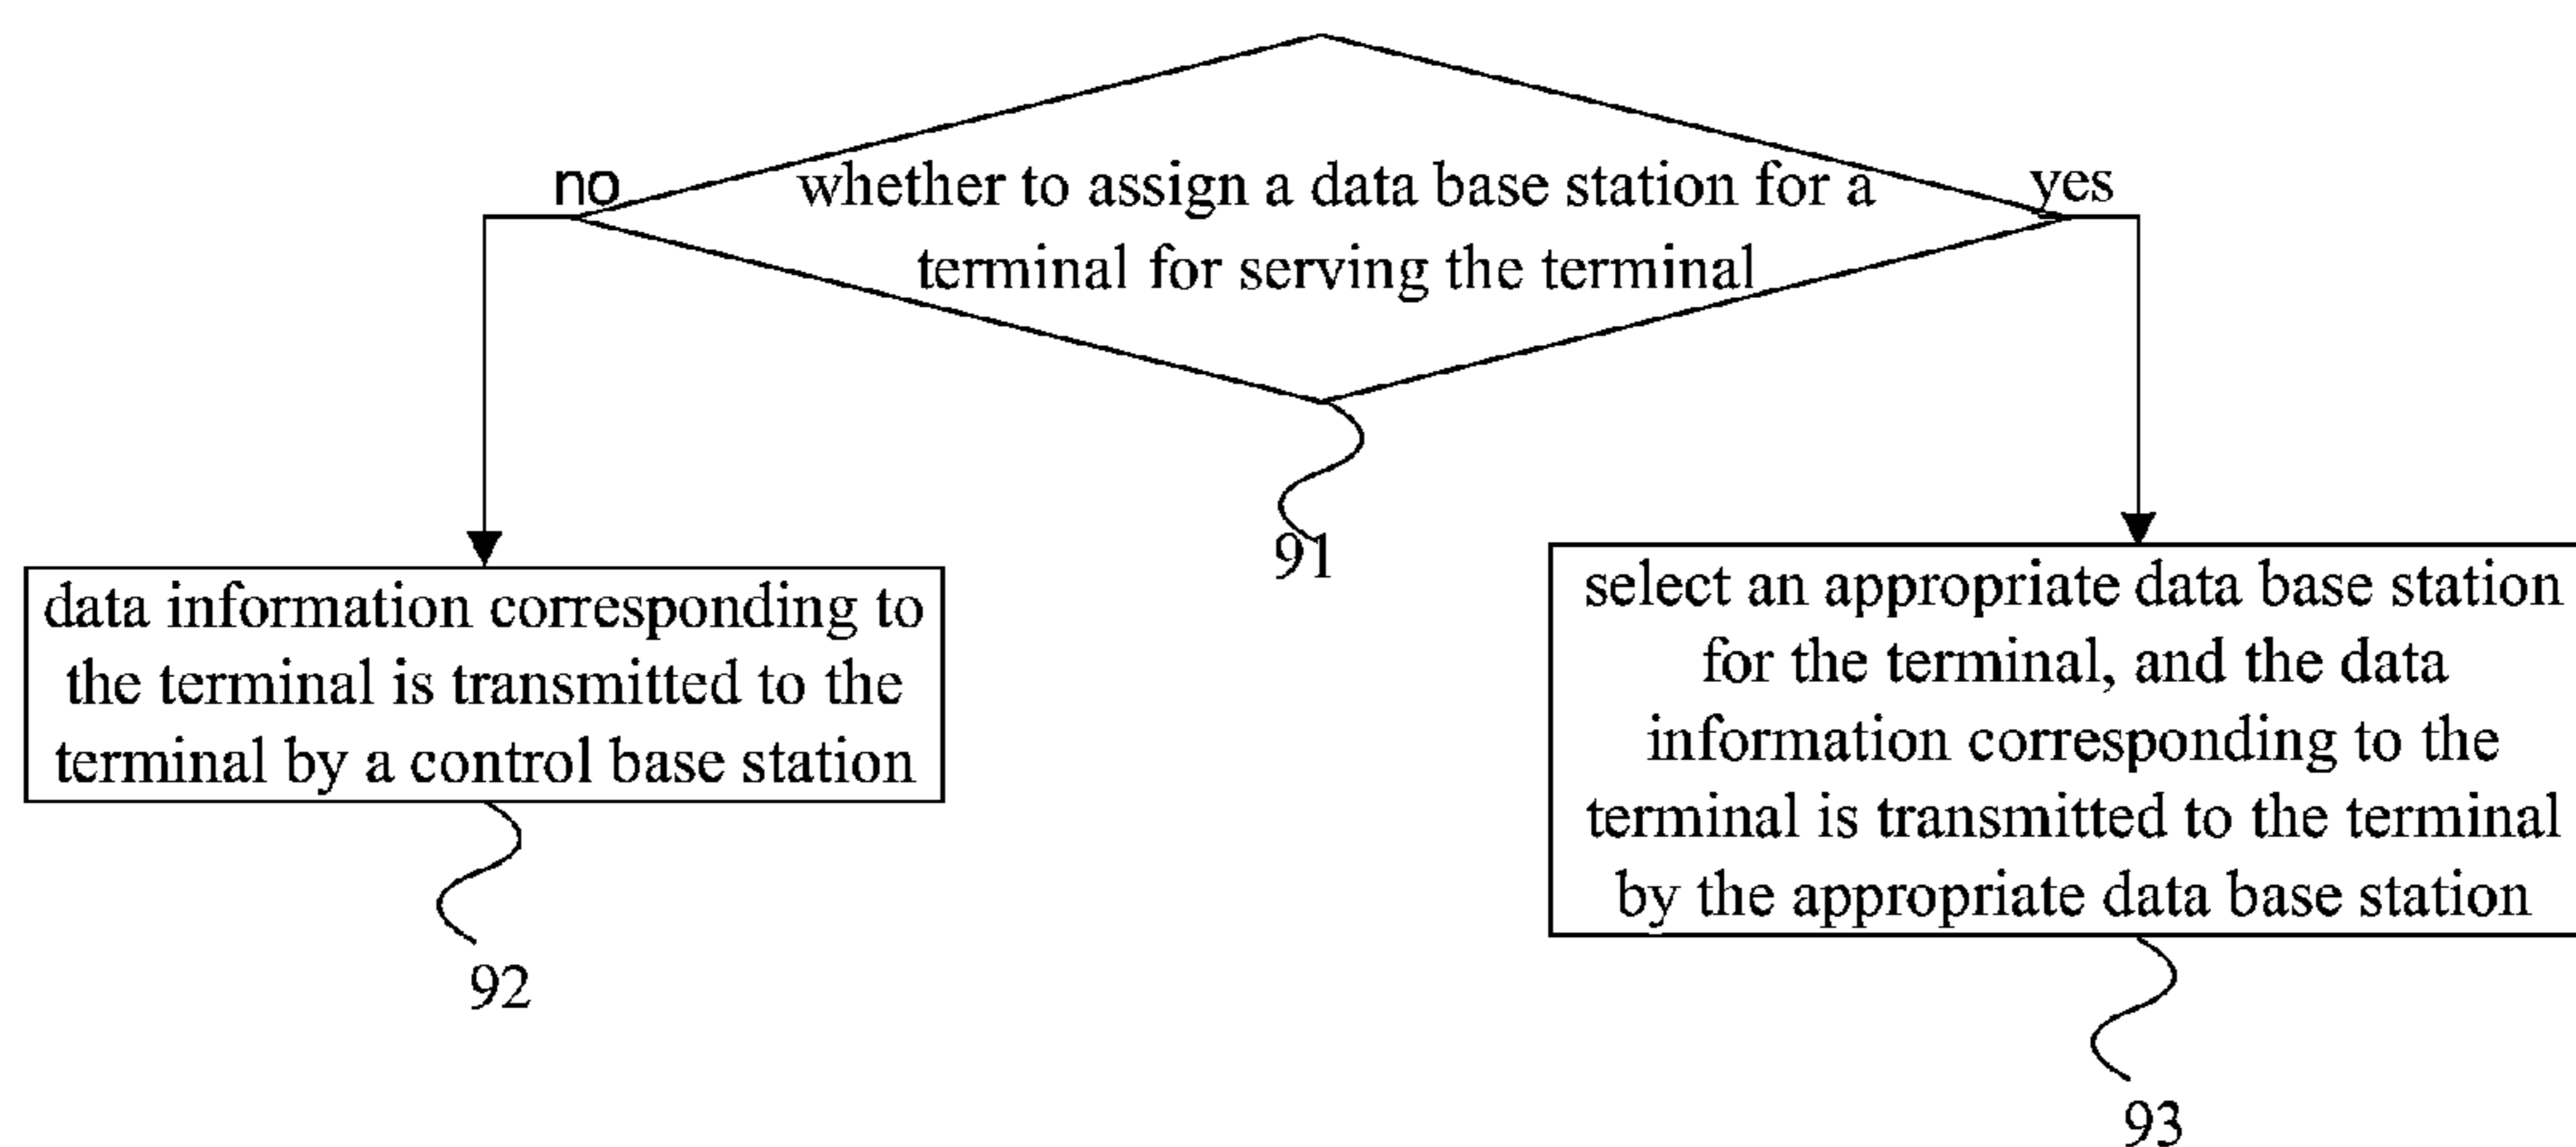 no
whether to assign a data base station for a
terminal for serving the terminal
yes
91
data information corresponding to
the terminal is transmitted to the
terminal by a control base station
92
select an appropriate data base station
for the terminal, and the data
information corresponding to the
terminal is transmitted to the terminal
by the appropriate data base station
93